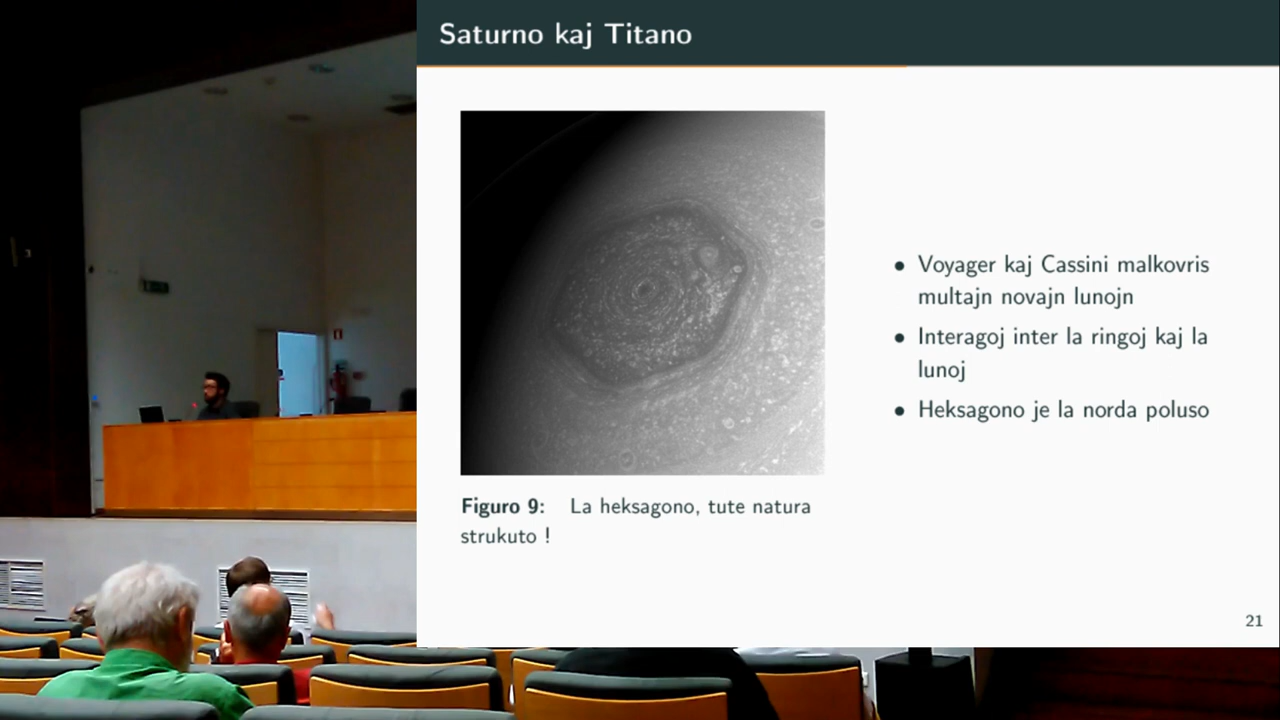 Saturno kaj Titano
Figuro 9: La heksagono, tute natura
strukuto !
• Voyager kaj Cassini malkovris
multajn novajn lunojn
• Interagoj inter la ringoj kaj la
lunoj
• Heksagono je la norda poluso
21